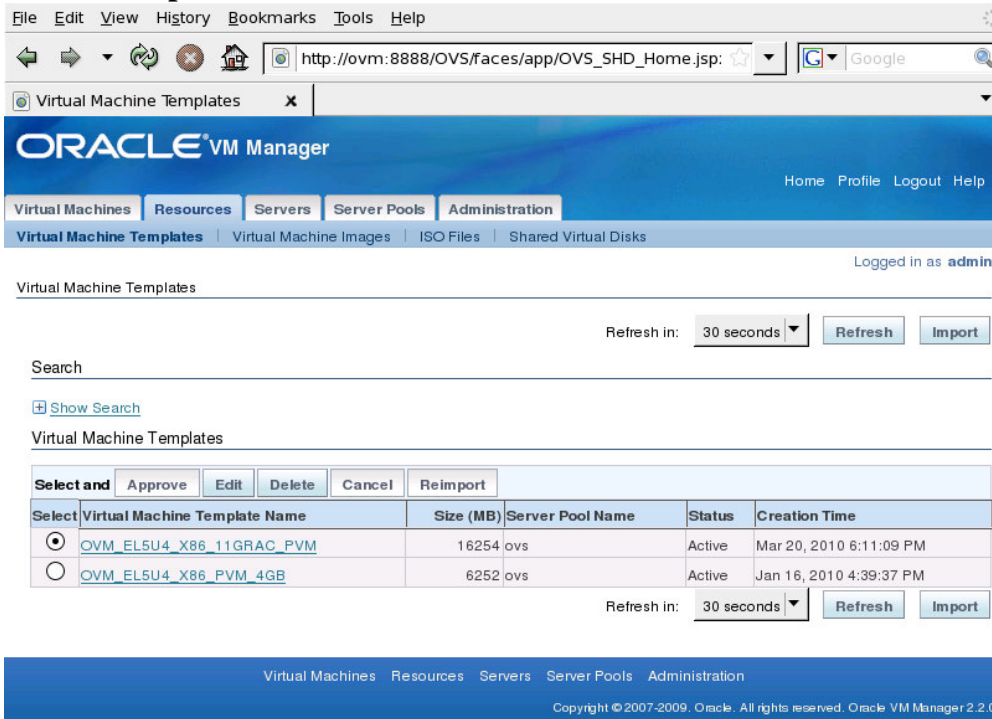 File Edit View History Bookmarks Tools Help
http://ovm:8888/OVS/faces/app/OVS_SHD_Home.jsp: G Google
Virtual Machine Templates x
ORACLE VM Manager
Home Profile Logout Help
Virtual Machines Resources Servers Server Pools Administration
Virtual Machine Templates | Virtual Machine Images | ISO Files | Shared Virtual Disks
Logged in as admin
Virtual Machine Templates
Refresh in: 30 seconds Refresh Import
Search
Show Search
Virtual Machine Templates
Select and Approve Edit Delete Cancel Reimport
Select Virtual Machine Template Name Size (MB) Server Pool Name Status Creation Time
OVM_EL5U4_X86_11GRAC_PVM 16254 ovs Active Mar 20, 2010 6:11:09 PM
OVM_EL5U4_X86_PVM_4GB 6252 ovs Active Jan 16, 2010 4:39:37 PM
Refresh in: 30 seconds Refresh Import
Virtual Machines Resources Servers Server Pools Administration
Copyright © 2007-2009. Oracle. All rights reserved. Oracle VM Manager 2.2.0